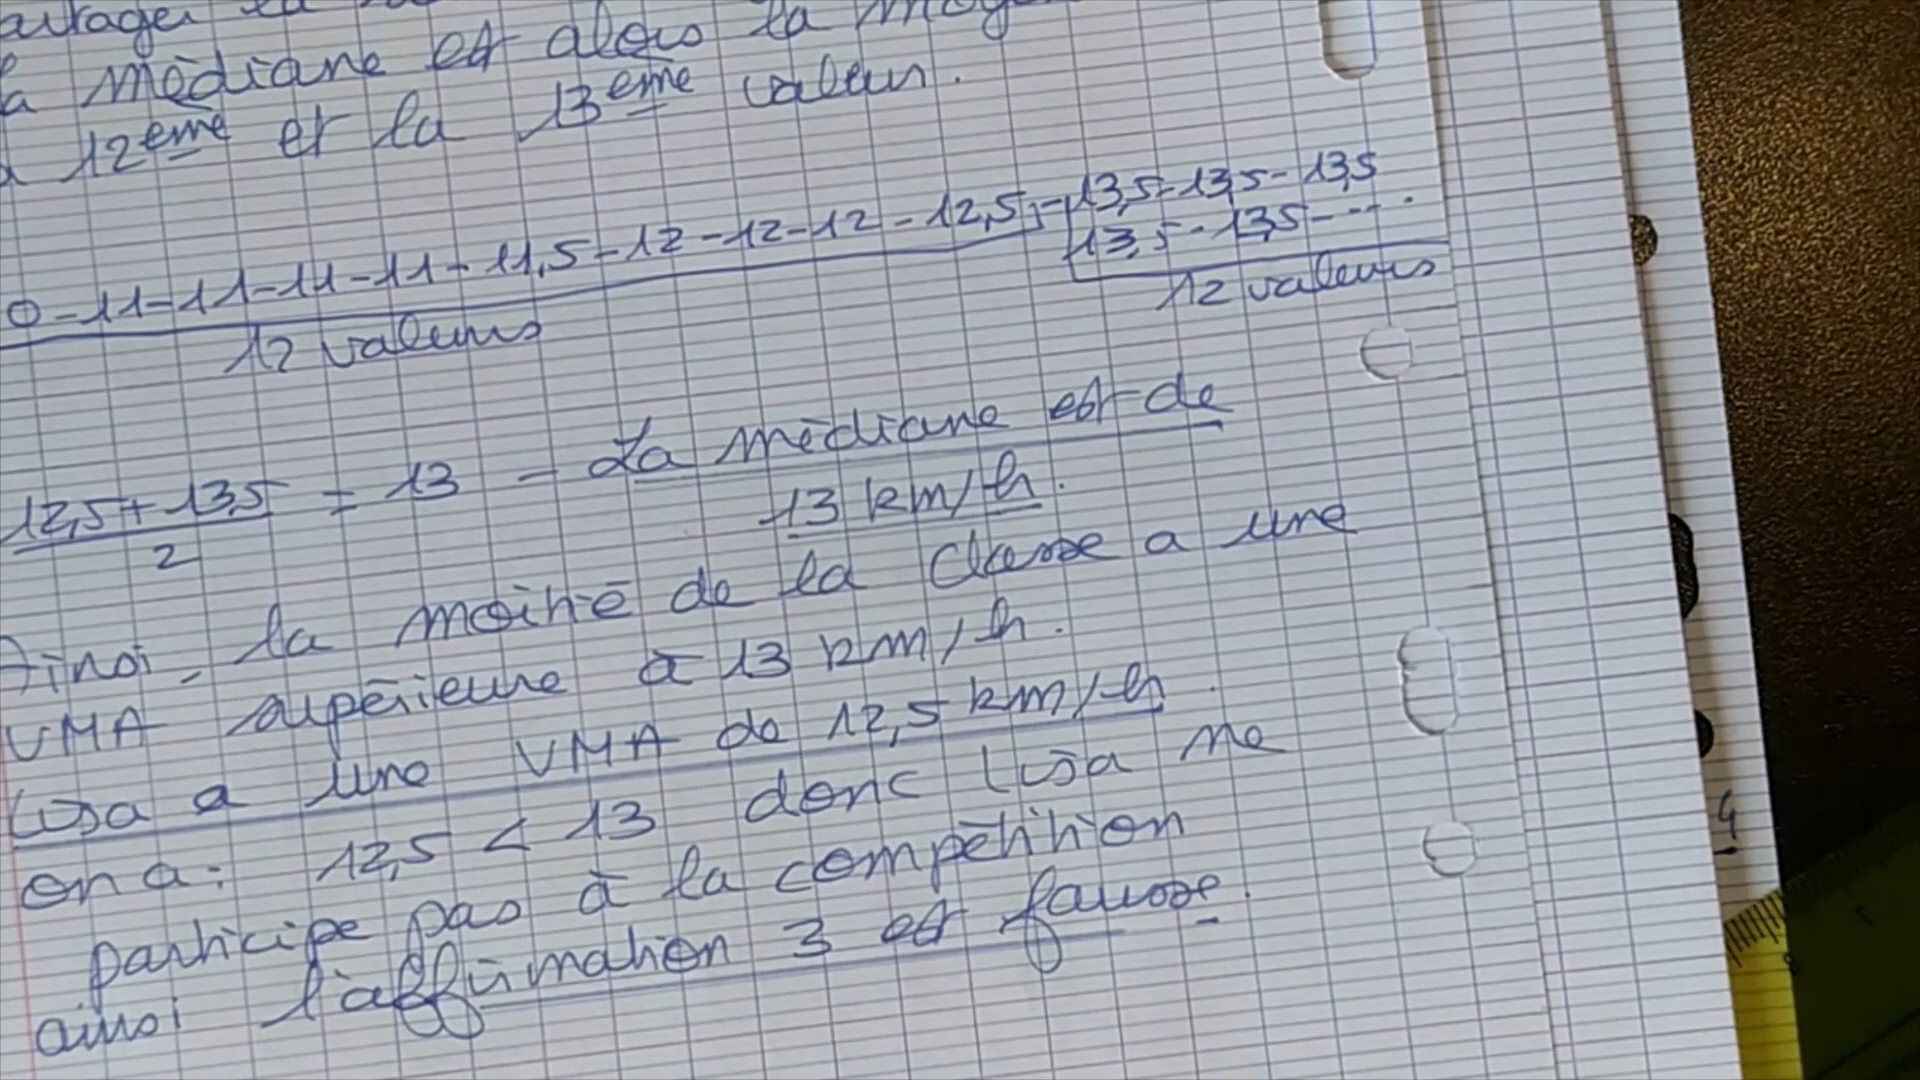 médiane est alors la
a 12ème et la 13ème valeur.
0-11-11-11-11-11,5-12-12-12-12,5-13,5-13,5-13,5
13,5-13,5----.
12 valeurs
12 valeurs
12,5+13,5/2 = 13 - La médiane est de
13 km/h.
Ainsi, la moitié de la classe a une
VMA supérieure à 13 km/h.
Lisa a une VMA de 12,5 km/h.
on a: 12,5 < 13 donc Lisa ne
participe pas à la compétition
ainsi l'affirmation 3 est fausse.
4